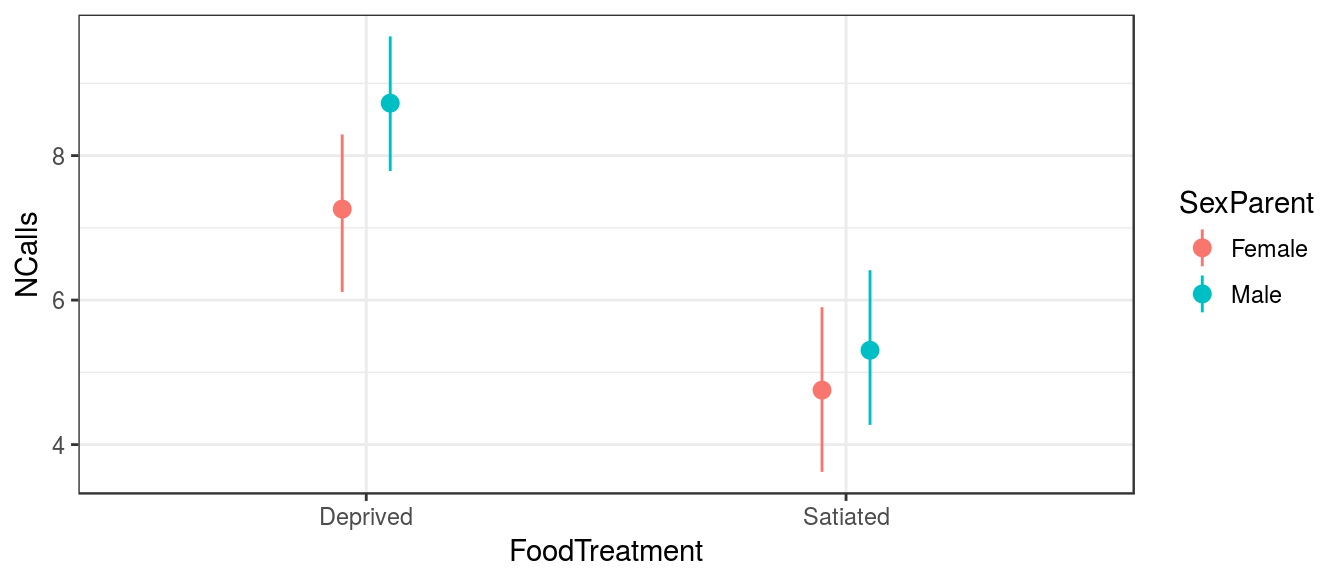 NCalls
8
6
4
Deprived
Satiated
FoodTreatment
SexParent
Female
Male